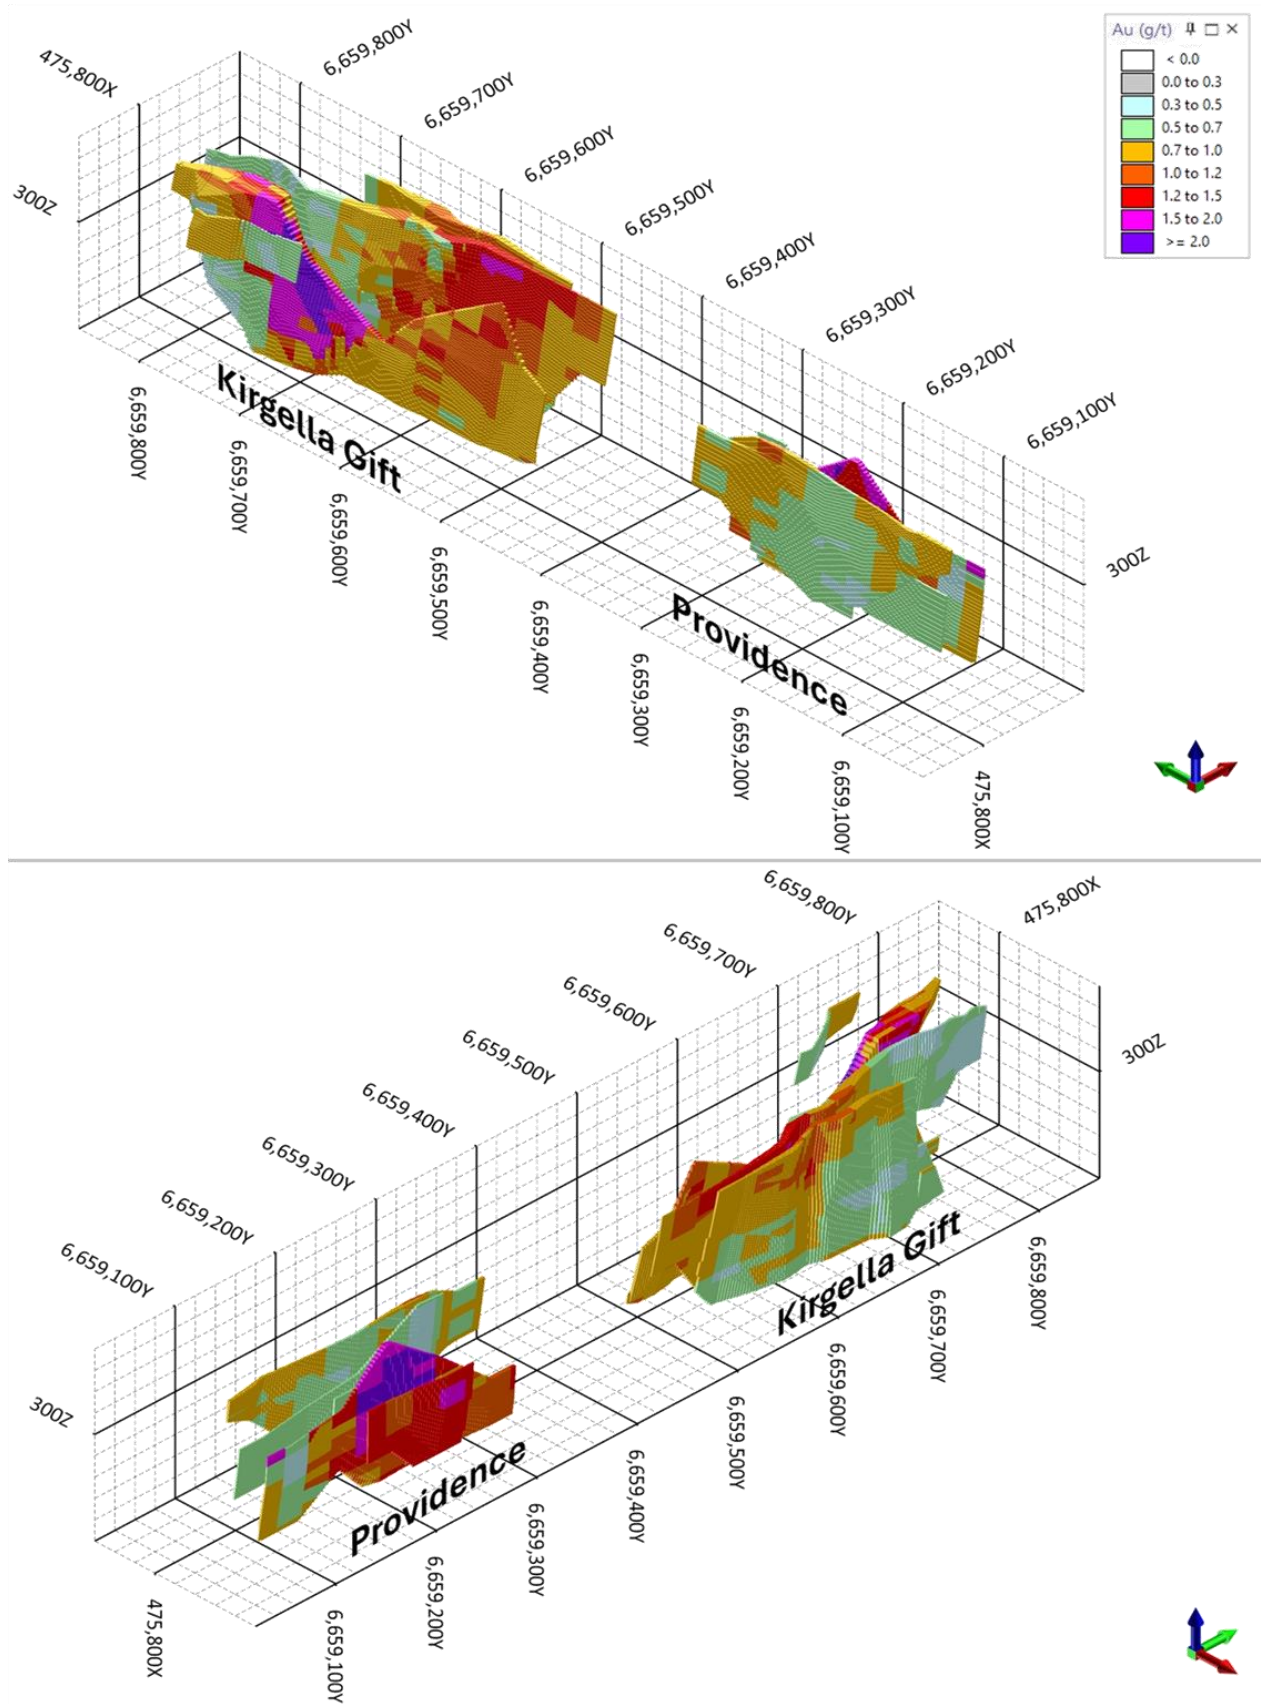 Au (g/t)
< 0.0
0.0 to 0.3
0.3 to 0.5
0.5 to 0.7
0.7 to 1.0
1.0 to 1.2
1.2 to 1.5
1.5 to 2.0
>= 2.0
475,800X
6,659,800Y
6,659,700Y
6,659,600Y
6,659,500Y
6,659,400Y
6,659,300Y
6,659,200Y
6,659,100Y
300Z
300Z
Kirgella Gift
Providence
6,659,800Y
6,659,700Y
6,659,600Y
6,659,500Y
6,659,400Y
6,659,300Y
6,659,200Y
6,659,100Y
475,800X
6,659,800Y
475,800X
6,659,700Y
6,659,600Y
6,659,500Y
6,659,400Y
6,659,300Y
6,659,200Y
6,659,100Y
300Z
300Z
Kirgella Gift
Providence
6,659,800Y
6,659,700Y
6,659,600Y
6,659,500Y
6,659,400Y
6,659,300Y
6,659,200Y
6,659,100Y
475,800X